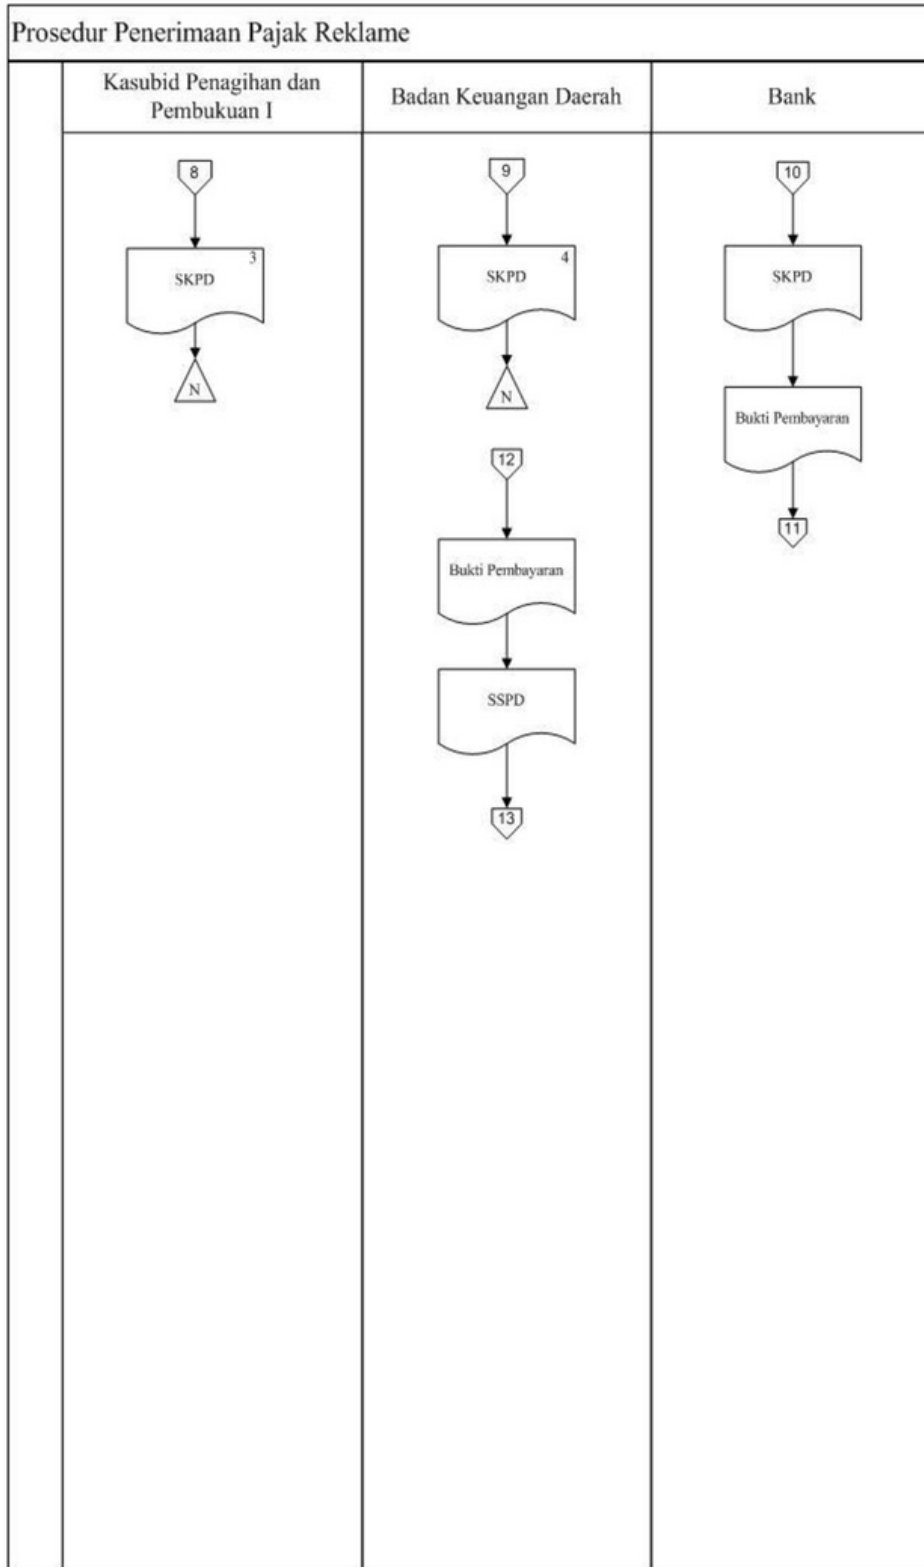 Prosedur Penerimaan Pajak Reklame
Kasubid Penagihan dan
Pembukuan I
8
3
SKPD
N
Badan Keuangan Daerah
9
4
SKPD
N
12
Bukti Pembayaran
SSPD
13
Bank
10
SKPD
Bukti Pembayaran
11